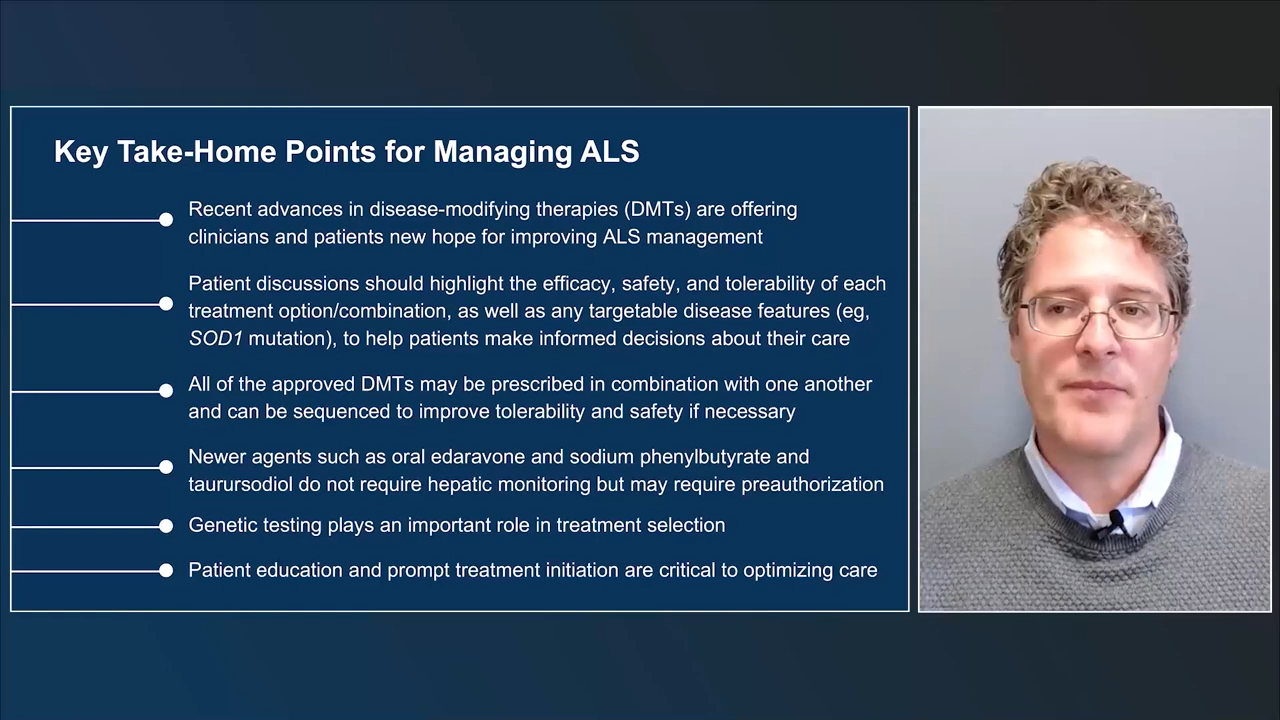 Key Take-Home Points for Managing ALS
Recent advances in disease-modifying therapies (DMTs) are offering
clinicians and patients new hope for improving ALS management
Patient discussions should highlight the efficacy, safety, and tolerability of each
treatment option/combination, as well as any targetable disease features (eg,
SOD1 mutation), to help patients make informed decisions about their care
All of the approved DMTs may be prescribed in combination with one another
and can be sequenced to improve tolerability and safety if necessary
Newer agents such as oral edaravone and sodium phenylbutyrate and
taurursodiol do not require hepatic monitoring but may require preauthorization
Genetic testing plays an important role in treatment selection
Patient education and prompt treatment initiation are critical to optimizing care